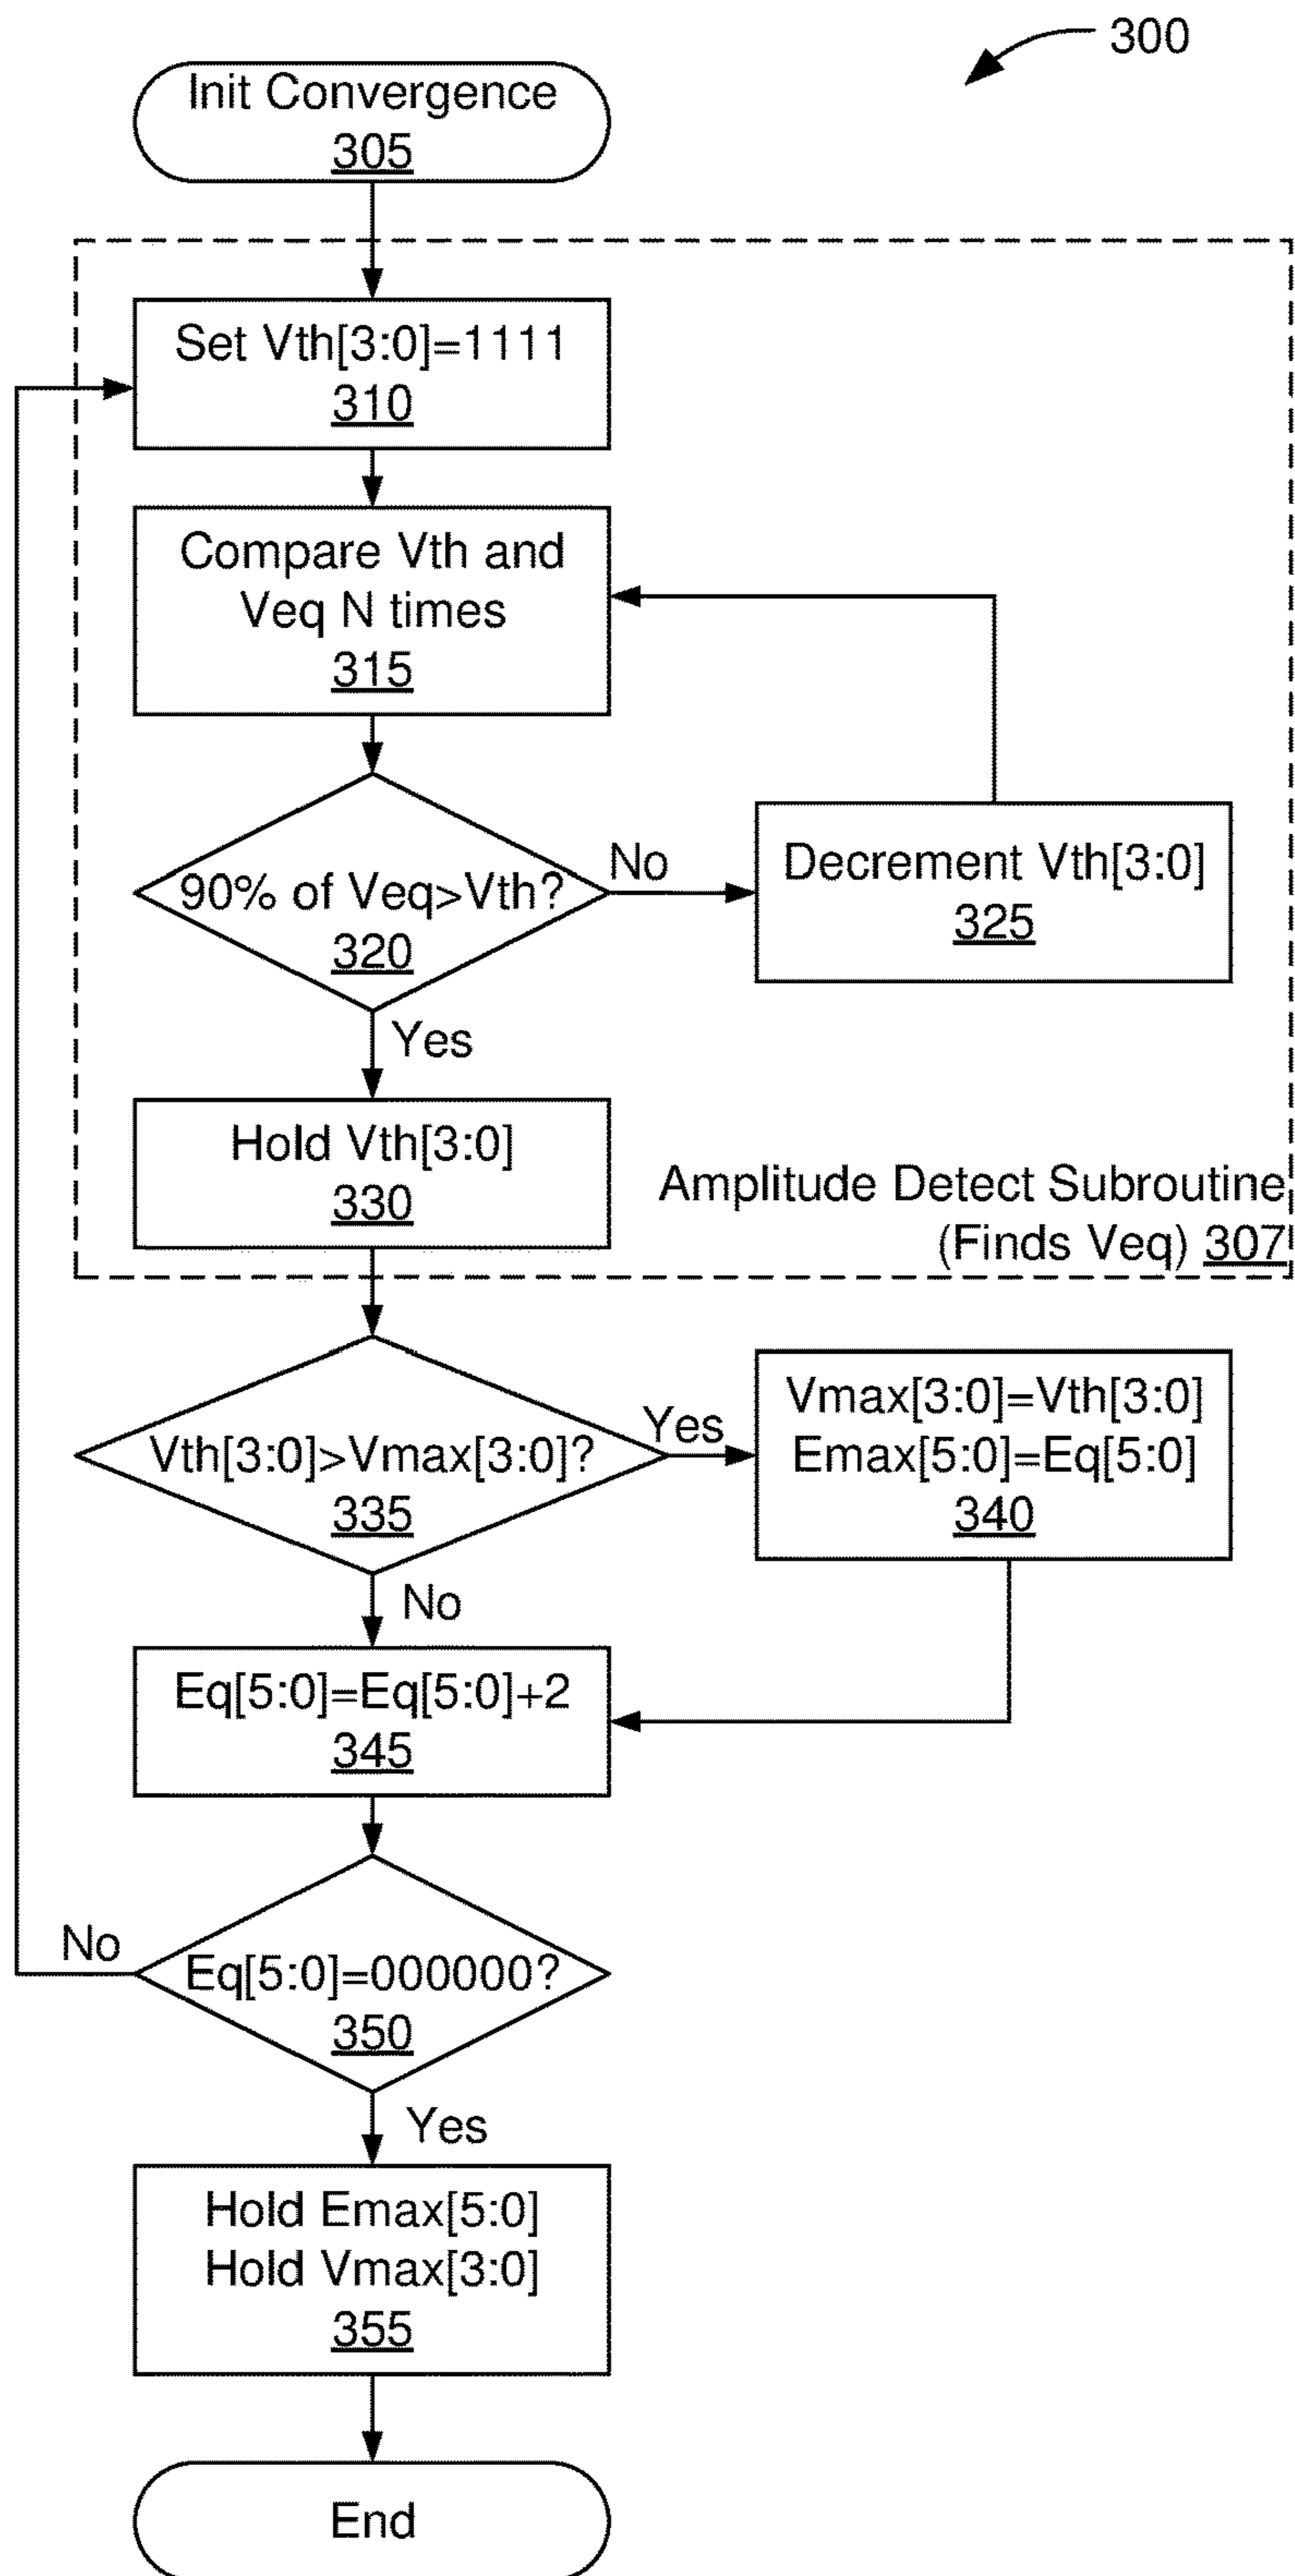 300
Init Convergence
305
Set Vth[3:0]=1111
310
Compare Vth and
Veq N times
315
90% of Veq>Vth?
320
No
Decrement Vth[3:0]
325
Yes
Hold Vth[3:0]
330
Amplitude Detect Subroutine
(Finds Veq) 307
Vth[3:0]>Vmax[3:0]?
335
Yes
Vmax[3:0]=Vth[3:0]
Emax[5:0]=Eq[5:0]
340
No
Eq[5:0]=Eq[5:0]+2
345
No
Eq[5:0]=000000?
350
Yes
Hold Emax[5:0]
Hold Vmax[3:0]
355
End